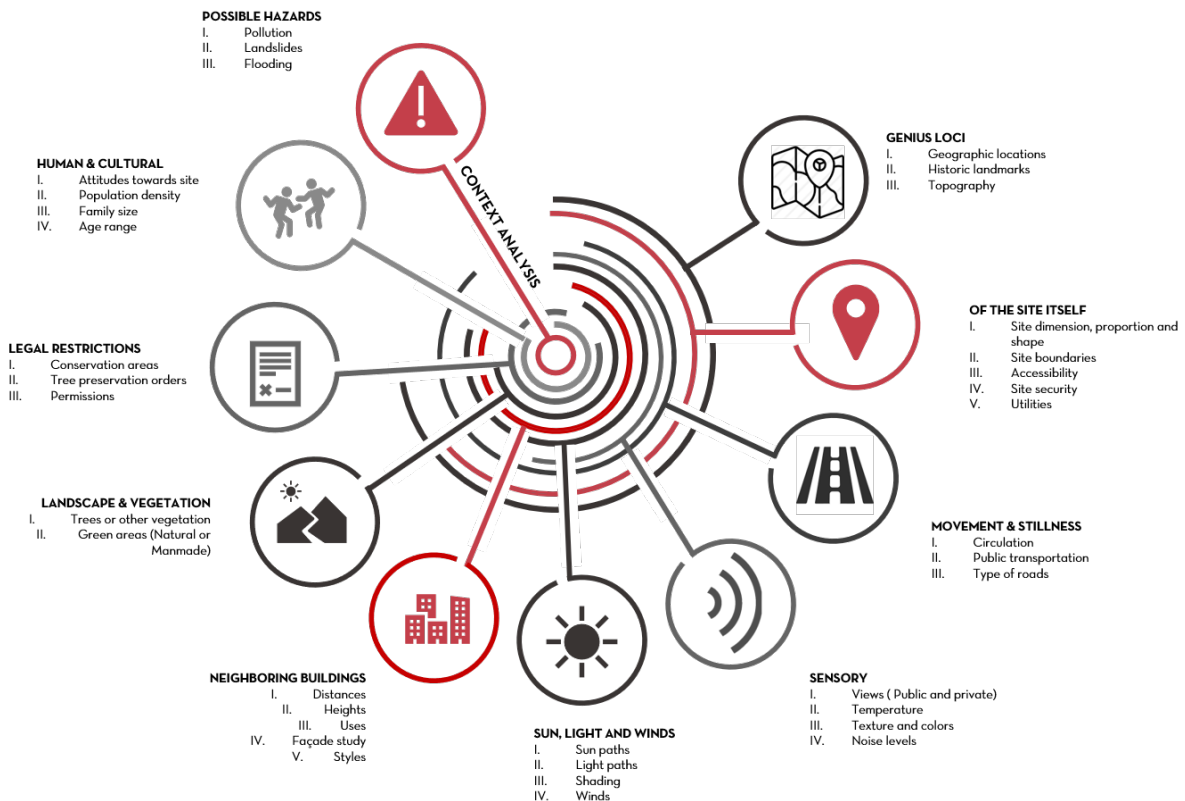 POSSIBLE HAZARDS
I. Pollution
II. Landslides
III. Flooding
CONTEXT ANALYSIS
GENIUS LOCI
I. Geographic locations
II. Historic landmarks
III. Topography
OF THE SITE ITSELF
I. Site dimension, proportion and
shape
II. Site boundaries
III. Accessibility
IV. Site security
V. Utilities
MOVEMENT & STILLNESS
I. Circulation
II. Public transportation
III. Type of roads
SENSORY
I. Views ( Public and private)
II. Temperature
III. Texture and colors
IV. Noise levels
SUN, LIGHT AND WINDS
I. Sun paths
II. Light paths
III. Shading
IV. Winds
NEIGHBORING BUILDINGS
I. Distances
II. Heights
III. Uses
IV. Façade study
V. Styles
LANDSCAPE & VEGETATION
I. Trees or other vegetation
II. Green areas (Natural or
Manmade)
LEGAL RESTRICTIONS
I. Conservation areas
II. Tree preservation orders
III. Permissions
HUMAN & CULTURAL
I. Attitudes towards site
II. Population density
III. Family size
IV. Age range